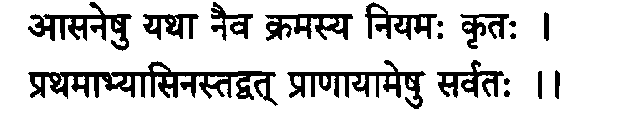 आसनेषु यथा नैव क्रमस्य नियमः कृतः ।
प्रथमाभ्यासिनस्तद्वत् प्राणायामेषु सर्वतः ।।